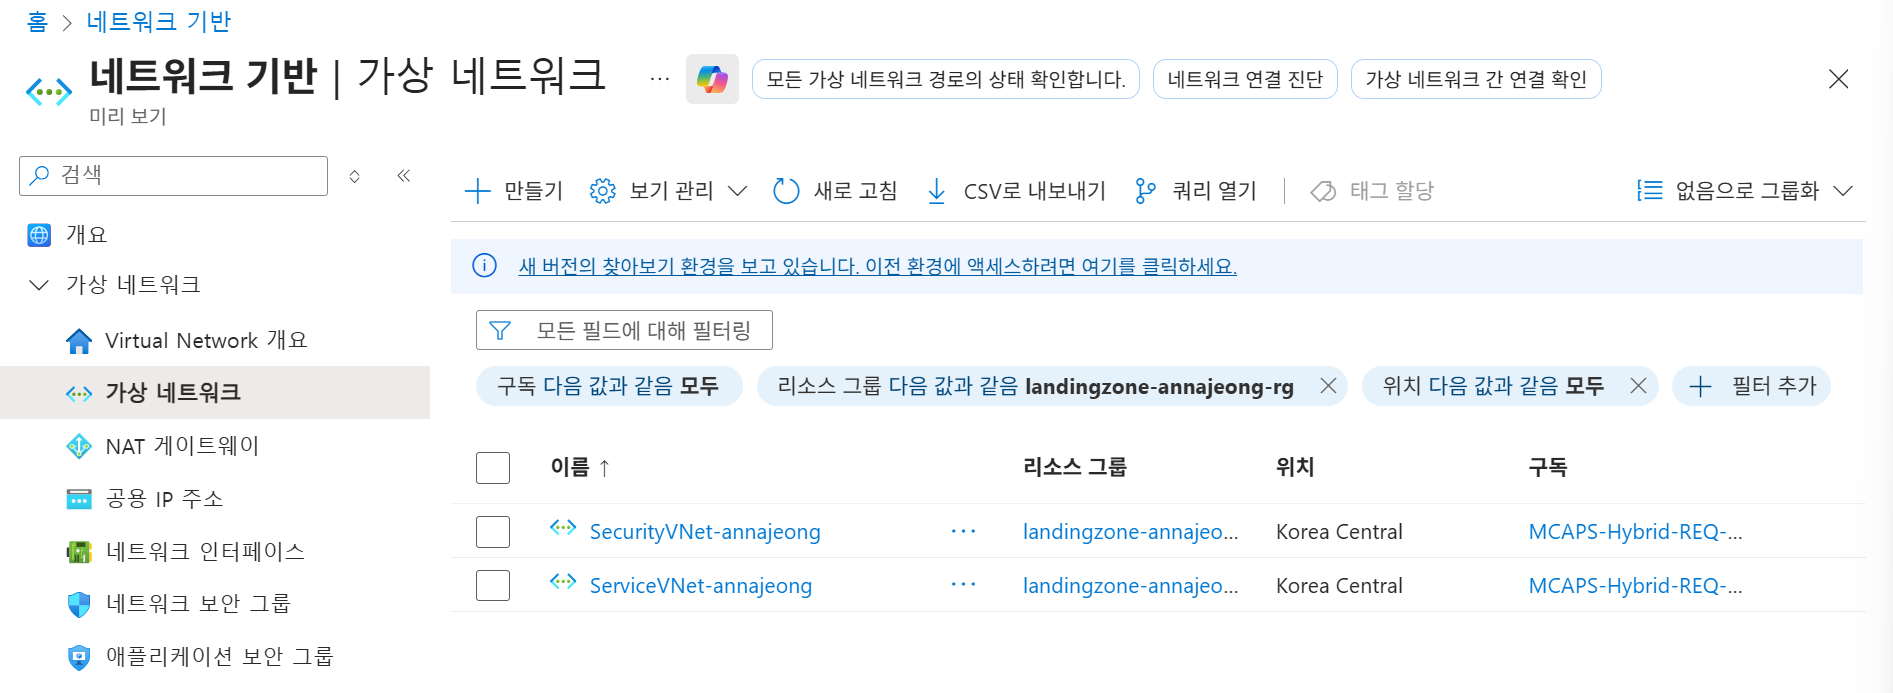 홈 > 네트워크 기반
네트워크 기반 | 가상 네트워크 ...
모든 가상 네트워크 경로의 상태 확인합니다.
네트워크 연결 진단
가상 네트워크 간 연결 확인
미리 보기
검색
개요
가상 네트워크
Virtual Network 개요
가상 네트워크
NAT 게이트웨이
공용 IP 주소
네트워크 인터페이스
네트워크 보안 그룹
애플리케이션 보안 그룹
만들기 보기 관리 새로 고침 CSV로 내보내기 쿼리 열기 태그 할당 없음으로 그룹화
새 버전의 찾아보기 환경을 보고 있습니다. 이전 환경에 액세스하려면 여기를 클릭하세요.
모든 필드에 대해 필터링
구독 다음 값과 같음 모두
리소스 그룹 다음 값과 같음 landingzone-annajeong-rg
위치 다음 값과 같음 모두
필터 추가
이름 ↑ 리소스 그룹 위치 구독
SecurityVNet-annajeong ... landingzone-annajeo... Korea Central MCAPS-Hybrid-REQ-...
ServiceVNet-annajeong ... landingzone-annajeo... Korea Central MCAPS-Hybrid-REQ-...